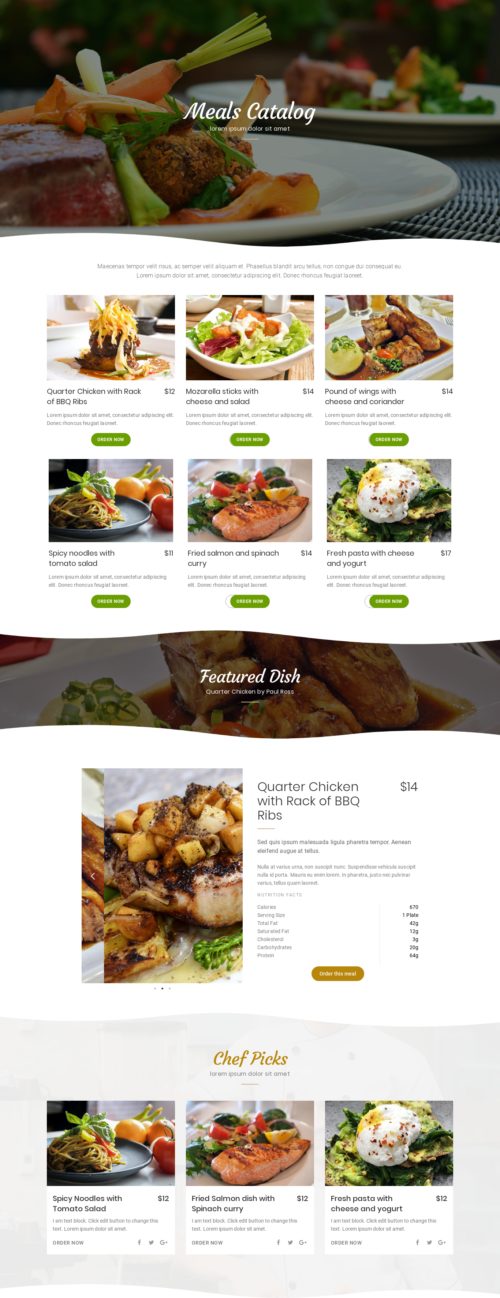 Meals Catalog
lorem ipsum dolor sit amet
Maecenas tempor velit risus, ac semper velit aliquam et. Phasellus blandit arcu tellus, non congue dui consequat eu.
Lorem ipsum dolor sit amet, consectetur adipiscing elit. Donec rhoncus feugiat laoreet.
Quarter Chicken with Rack $12
of BBQ Ribs
Lorem ipsum dolor sit amet, consectetur adipiscing elit.
Donec rhoncus feugiat laoreet.
ORDER NOW
Mozarella sticks with $14
cheese and salad
Lorem ipsum dolor sit amet, consectetur adipiscing elit.
Donec rhoncus feugiat laoreet.
ORDER NOW
Pound of wings with $14
cheese and coriander
Lorem ipsum dolor sit amet, consectetur adipiscing elit.
Donec rhoncus feugiat laoreet.
ORDER NOW
Spicy noodles with $11
tomato salad
Lorem ipsum dolor sit amet, consectetur adipiscing
elit. Donec rhoncus feugiat laoreet.
ORDER NOW
Fried salmon and spinach $14
curry
Lorem ipsum dolor sit amet, consectetur adipiscing
elit. Donec rhoncus feugiat laoreet.
ORDER NOW
Fresh pasta with cheese $17
and yogurt
Lorem ipsum dolor sit amet, consectetur adipiscing
elit. Donec rhoncus feugiat laoreet.
ORDER NOW
Featured Dish
Quarter Chicken by Paul Ross
Quarter Chicken $14
with Rack of BBQ
Ribs
Sed quis ipsum malesuada ligula pharetra tempor. Aenean
eleifend augue at tellus.
Nulla at varius urna, non suscipit nunc. Suspendisse vehicula suscipit
nulla id porta. Mauris eu enim lorem. In pharetra, justo nec pulvinar
varius, tellus quam laoreet.
NUTRITION FACTS
Calories 670
Serving Size 1 Plate
Total Fat 42g
Saturated Fat 12g
Cholesterol 3g
Carbohydrates 20g
Protein 64g
Order this meal
Chef Picks
lorem ipsum dolor sit amet
Spicy Noodles with $12
Tomato Salad
I am text block. Click edit button to change this
text. Lorem ipsum dolor sit amet.
ORDER NOW f G+
Fried Salmon dish with $12
Spinach curry
I am text block. Click edit button to change this
text. Lorem ipsum dolor sit amet.
ORDER NOW f G+
Fresh pasta with $12
cheese and yogurt
I am text block. Click edit button to change this
text. Lorem ipsum dolor sit amet.
ORDER NOW f G+